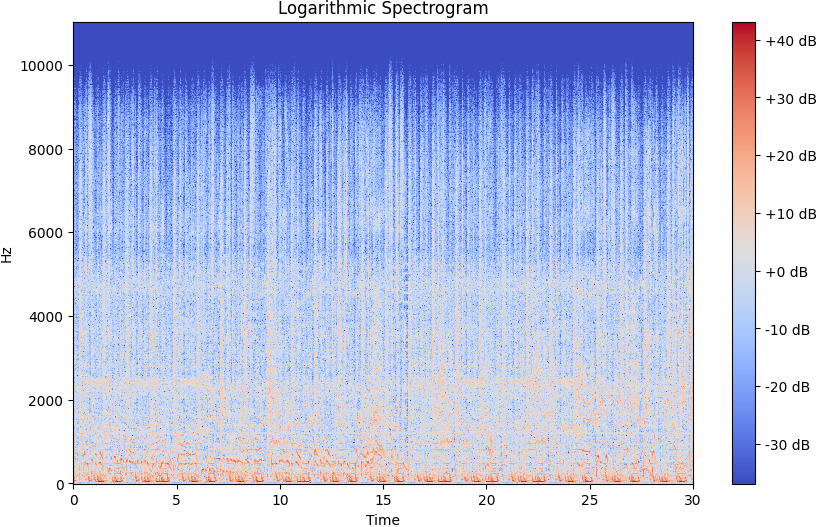 Logarithmic Spectrogram
+40 dB
+30 dB
+20 dB
+10 dB
+0 dB
-10 dB
-20 dB
-30 dB
10000
8000
6000
4000
2000
0
Hz
0 5 10 15 20 25 30
Time